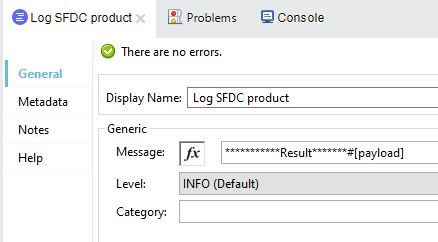 Log SFDC product Problems Console
There are no errors.
General
Metadata
Notes
Help
Display Name: Log SFDC product
Generic
Message: fx ***********Result*******#[payload]
Level: INFO (Default)
Category: